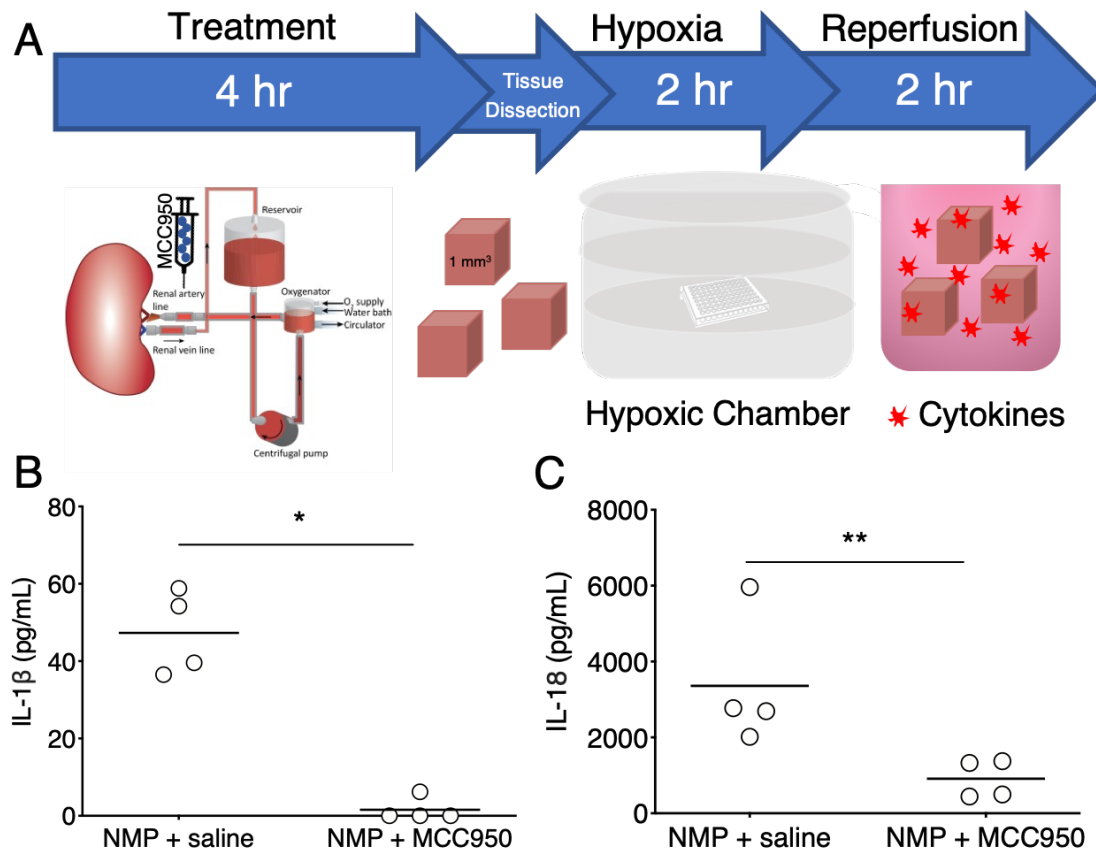 A
Treatment
Hypoxia
Reperfusion
4 hr
Tissue
Dissection
2 hr
2 hr
MCC950
Reservoir
Renal artery
line
Oxygenator
O₂ supply
Water bath
Circulator
Renal vein line
Centrifugal pump
1 mm³
Hypoxic Chamber
Cytokines
B
80
60
40
20
0
IL-1β (pg/mL)
*
NMP + saline
NMP + MCC950
C
8000
6000
4000
2000
0
IL-18 (pg/mL)
**
NMP + saline
NMP + MCC950